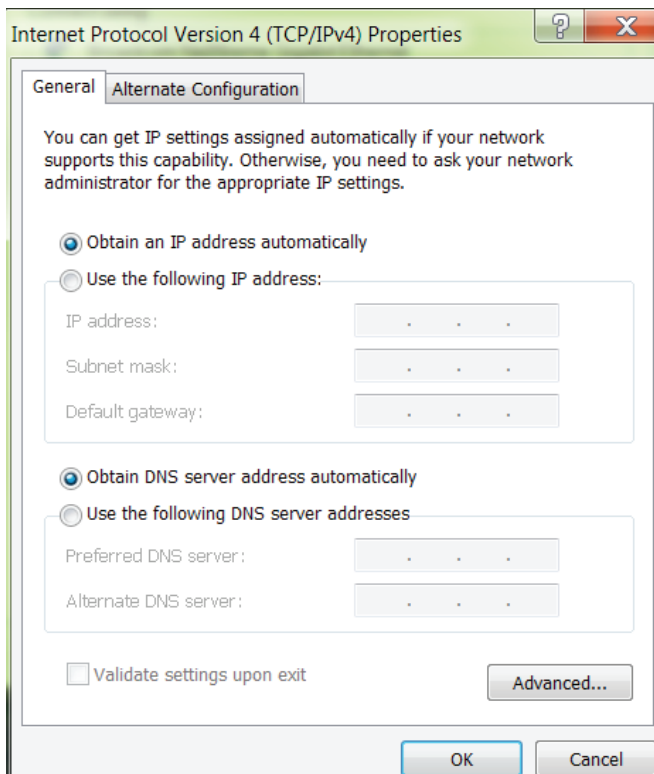 Internet Protocol Version 4 (TCP/IPv4) Properties
General
Alternate Configuration
You can get IP settings assigned automatically if your network
supports this capability. Otherwise, you need to ask your network
administrator for the appropriate IP settings.
Obtain an IP address automatically
Use the following IP address:
IP address:
Subnet mask:
Default gateway:
Obtain DNS server address automatically
Use the following DNS server addresses
Preferred DNS server:
Alternate DNS server:
Validate settings upon exit
Advanced...
OK
Cancel